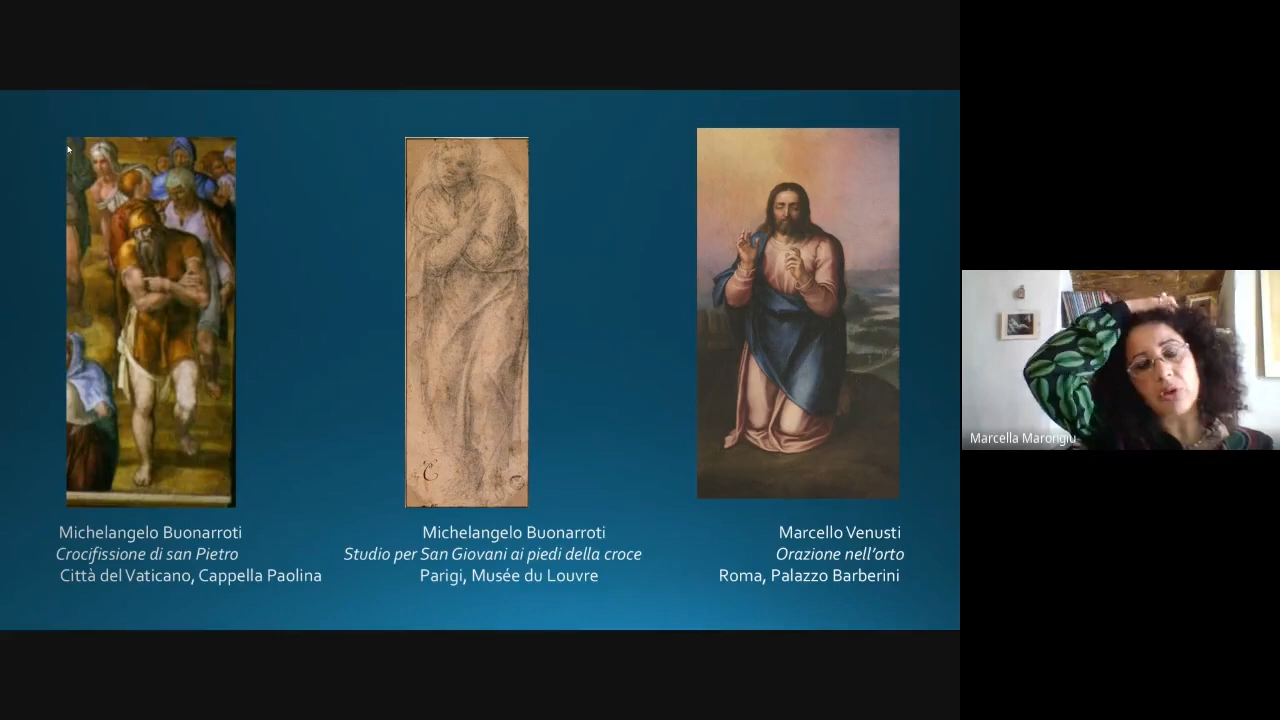 Michelangelo Buonarroti
Crocifissione di san Pietro
Città del Vaticano, Cappella Paolina
Michelangelo Buonarroti
Studio per San Giovani ai piedi della croce
Parigi, Musée du Louvre
Marcello Venusti
Orazione nell'orto
Roma, Palazzo Barberini
Marcella Marongiu